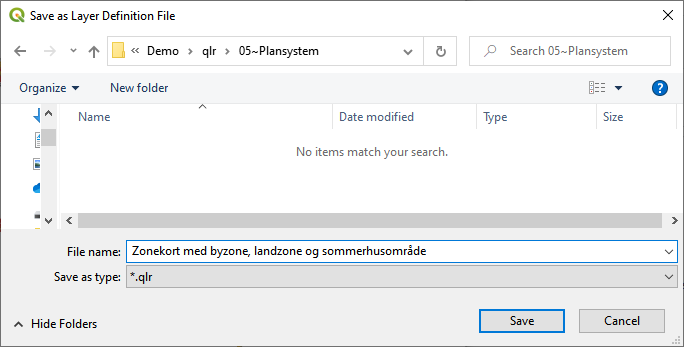 Save as Layer Definition File
« Demo › qlr › 05~Plansystem
Search 05~Plansystem
Organize
New folder
?
Name Date modified Type Size
No items match your search.
File name: Zonekort med byzone, landzone og sommerhusområde
Save as type: *.qlr
Hide Folders
Save
Cancel